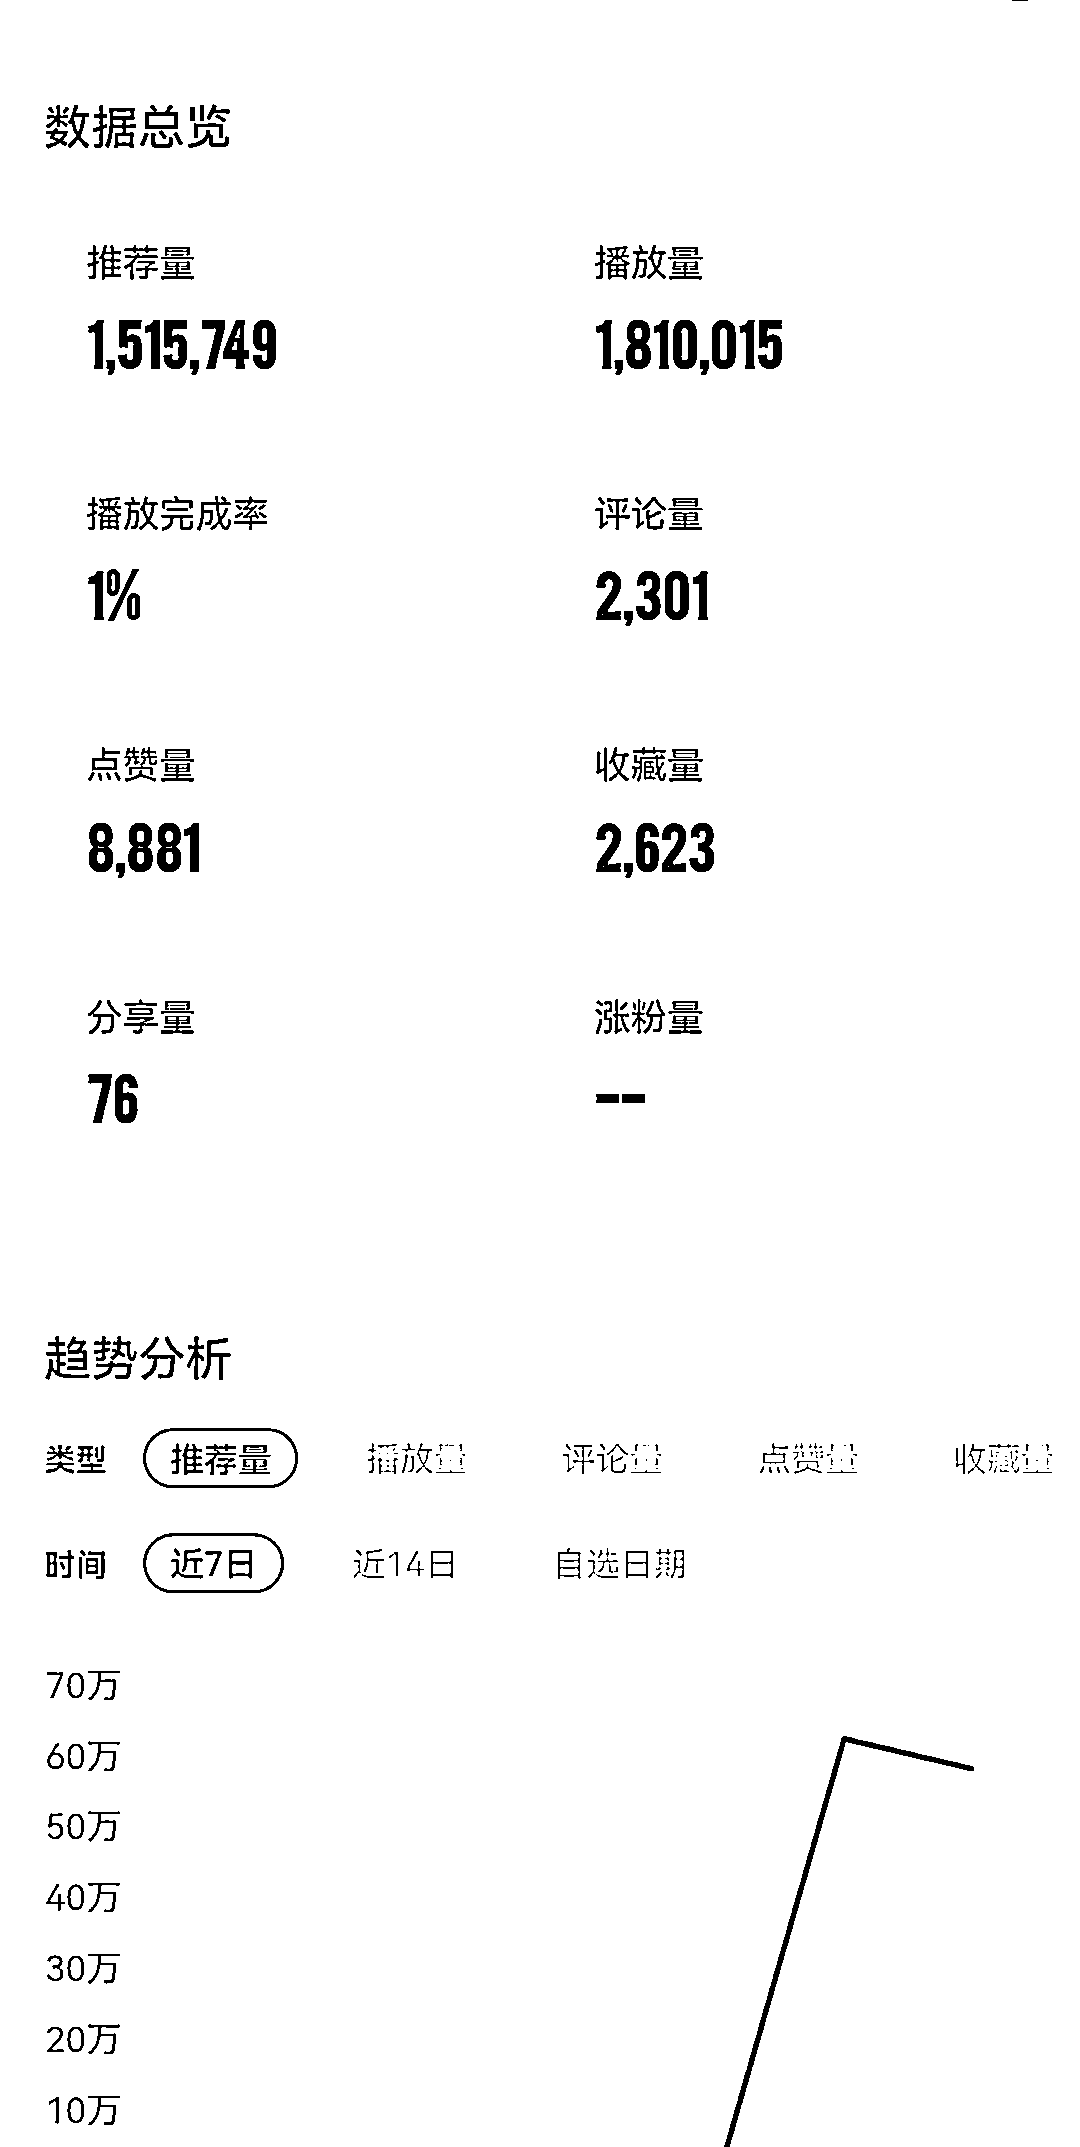 数据总览
推荐量 播放量
1,515,749 1,810,015
播放完成率 评论量
1% 2,301
点赞量 收藏量
8,881 2,623
分享量 涨粉量
76 --
趋势分析
类型 推荐量 播放量 评论量 点赞量 收藏量
时间 近7日 近14日 自选日期
70万
60万
50万
40万
30万
20万
10万